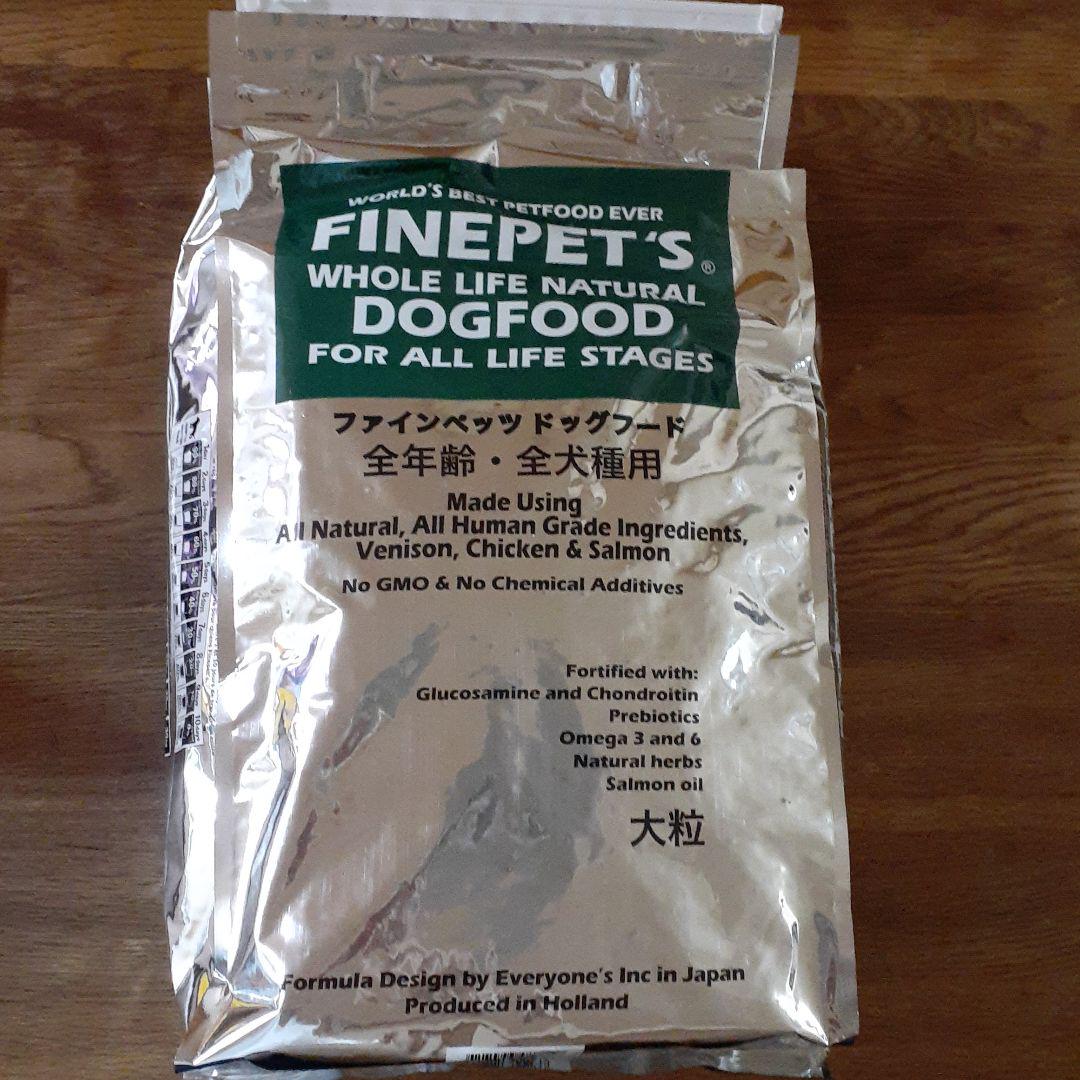 WORLD'S BEST PETFOOD EVER
FINEPET'S®
WHOLE LIFE NATURAL
DOGFOOD
FOR ALL LIFE STAGES
ファインペッツ ドッグフード
全年齢・全犬種用
Made Using
All Natural, All Human Grade Ingredients,
Venison, Chicken & Salmon
No GMO & No Chemical Additives
Fortified with:
Glucosamine and Chondroitin
Prebiotics
Omega 3 and 6
Natural herbs
Salmon oil
大粒
Formula Design by Everyone's Inc in Japan
Produced in Holland